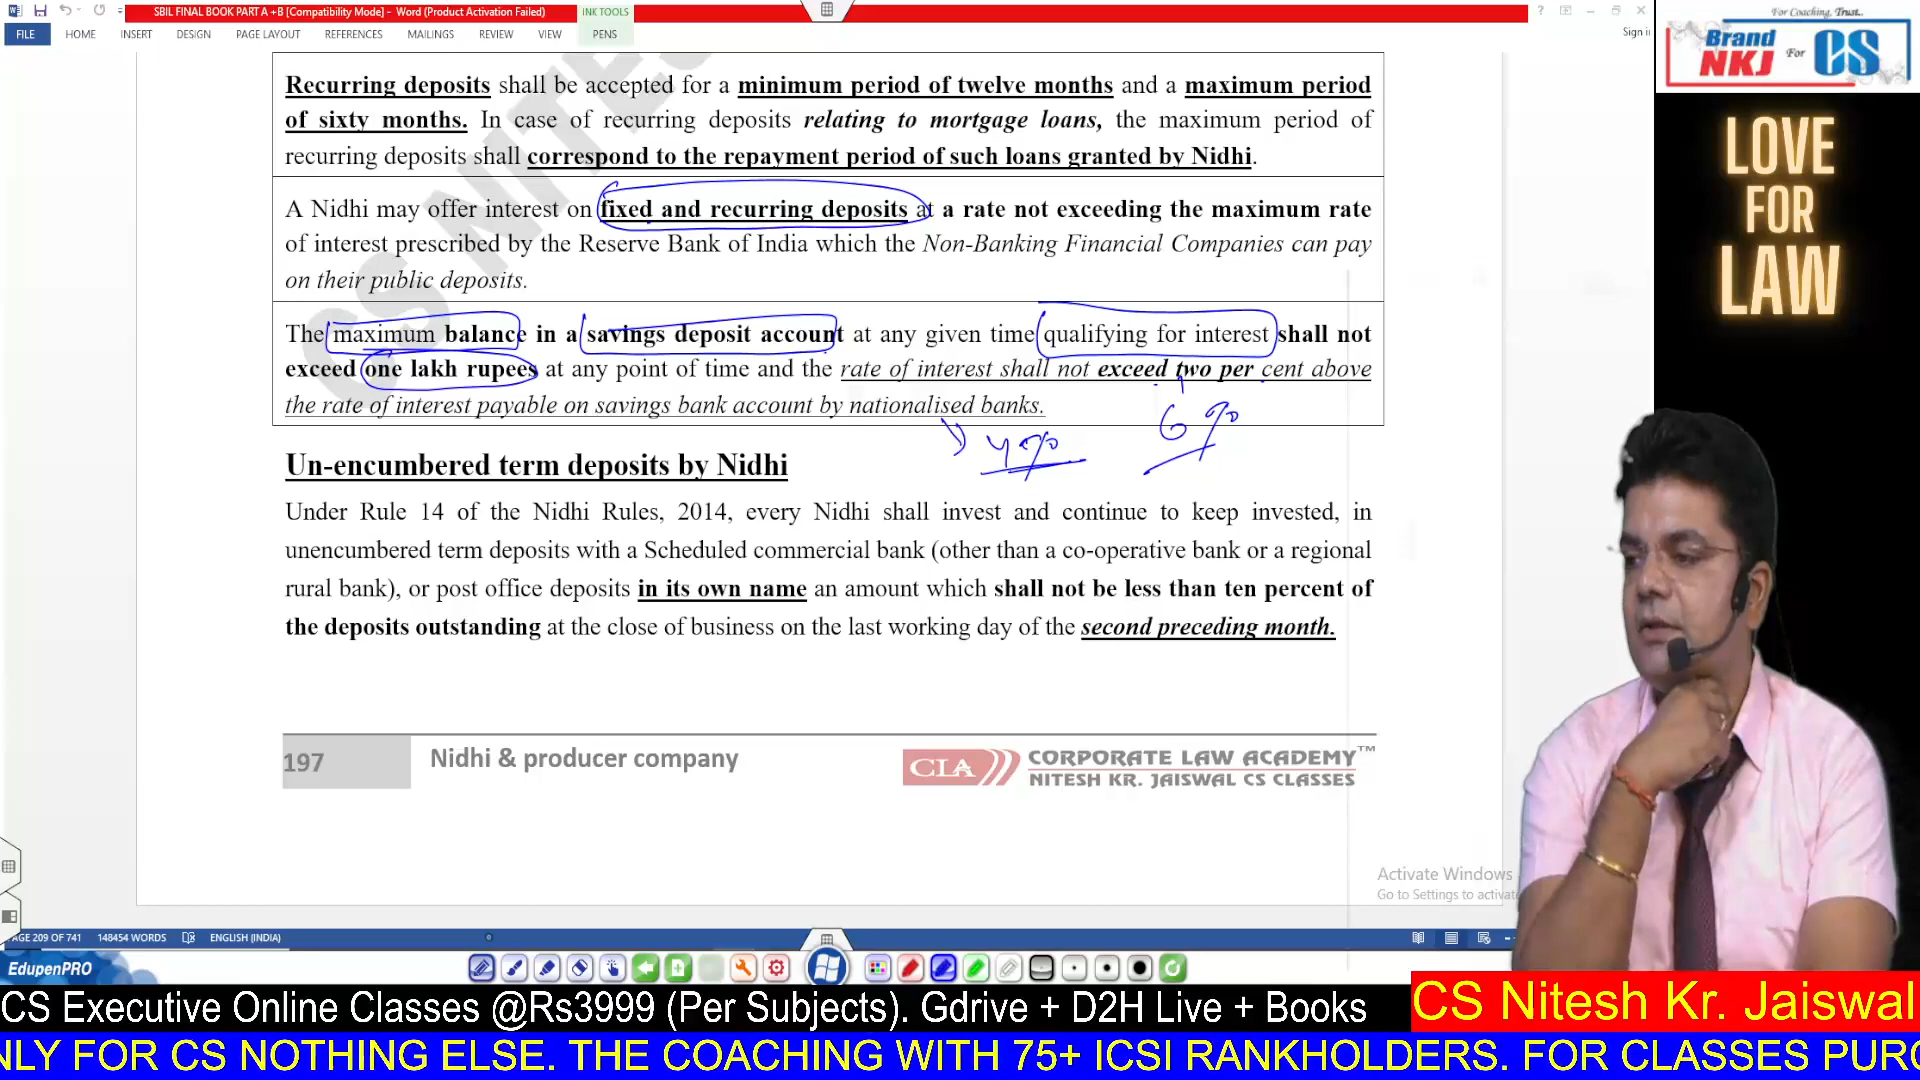 SBIL FINAL BOOK PART A +B [Compatibility Mode] - Word (Product Activation Failed)
INK TOOLS
FILE HOME INSERT DESIGN PAGE LAYOUT REFERENCES MAILINGS REVIEW VIEW PENS
Sign i
Recurring deposits shall be accepted for a minimum period of twelve months and a maximum period
of sixty months. In case of recurring deposits relating to mortgage loans, the maximum period of
recurring deposits shall correspond to the repayment period of such loans granted by Nidhi.
A Nidhi may offer interest on fixed and recurring deposits at a rate not exceeding the maximum rate
of interest prescribed by the Reserve Bank of India which the Non-Banking Financial Companies can pay
on their public deposits.
The maximum balance in a savings deposit account at any given time qualifying for interest shall not
exceed one lakh rupees at any point of time and the rate of interest shall not exceed two per cent above
the rate of interest payable on savings bank account by nationalised banks.
4%
6%
Un-encumbered term deposits by Nidhi
Under Rule 14 of the Nidhi Rules, 2014, every Nidhi shall invest and continue to keep invested, in
unencumbered term deposits with a Scheduled commercial bank (other than a co-operative bank or a regional
rural bank), or post office deposits in its own name an amount which shall not be less than ten percent of
the deposits outstanding at the close of business on the last working day of the second preceding month.
197 Nidhi & producer company
CIA CORPORATE LAW ACADEMY™
NITESH KR. JAISWAL CS CLASSES
Activate Windows
Go to Settings to activat
PAGE 209 OF 741 148454 WORDS ENGLISH (INDIA)
EdupenPRO
For Coaching, Trust..
Brand
NKJ For CS
LOVE
FOR
LAW
CS Executive Online Classes @Rs3999 (Per Subjects). Gdrive + D2H Live + Books
CS Nitesh Kr. Jaiswal
NLY FOR CS NOTHING ELSE. THE COACHING WITH 75+ ICSI RANKHOLDERS. FOR CLASSES PURC